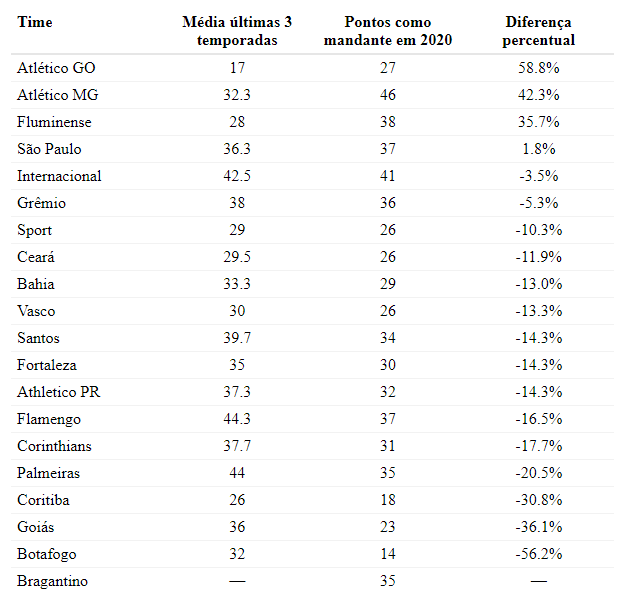 Time Média últimas 3 temporadas Pontos como mandante em 2020 Diferença percentual
Atlético GO 17 27 58.8%
Atlético MG 32.3 46 42.3%
Fluminense 28 38 35.7%
São Paulo 36.3 37 1.8%
Internacional 42.5 41 -3.5%
Grêmio 38 36 -5.3%
Sport 29 26 -10.3%
Ceará 29.5 26 -11.9%
Bahia 33.3 29 -13.0%
Vasco 30 26 -13.3%
Santos 39.7 34 -14.3%
Fortaleza 35 30 -14.3%
Athletico PR 37.3 32 -14.3%
Flamengo 44.3 37 -16.5%
Corinthians 37.7 31 -17.7%
Palmeiras 44 35 -20.5%
Coritiba 26 18 -30.8%
Goiás 36 23 -36.1%
Botafogo 32 14 -56.2%
Bragantino — 35 —